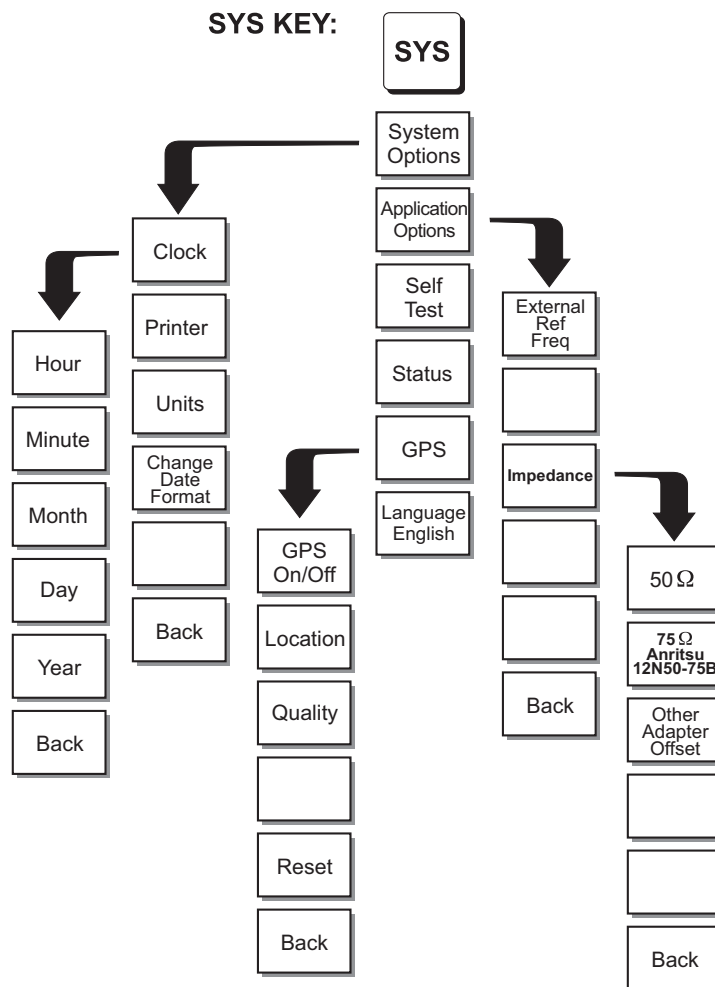 SYS KEY:
SYS
System
Options
Application
Options
Self
Test
Status
GPS
Language
English
Clock
Printer
Units
Change
Date
Format
Back
Hour
Minute
Month
Day
Year
Back
GPS
On/Off
Location
Quality
Reset
Back
External
Ref
Freq
Impedance
Back
50 Ω
75 Ω
Anritsu
12N50-75B
Other
Adapter
Offset
Back